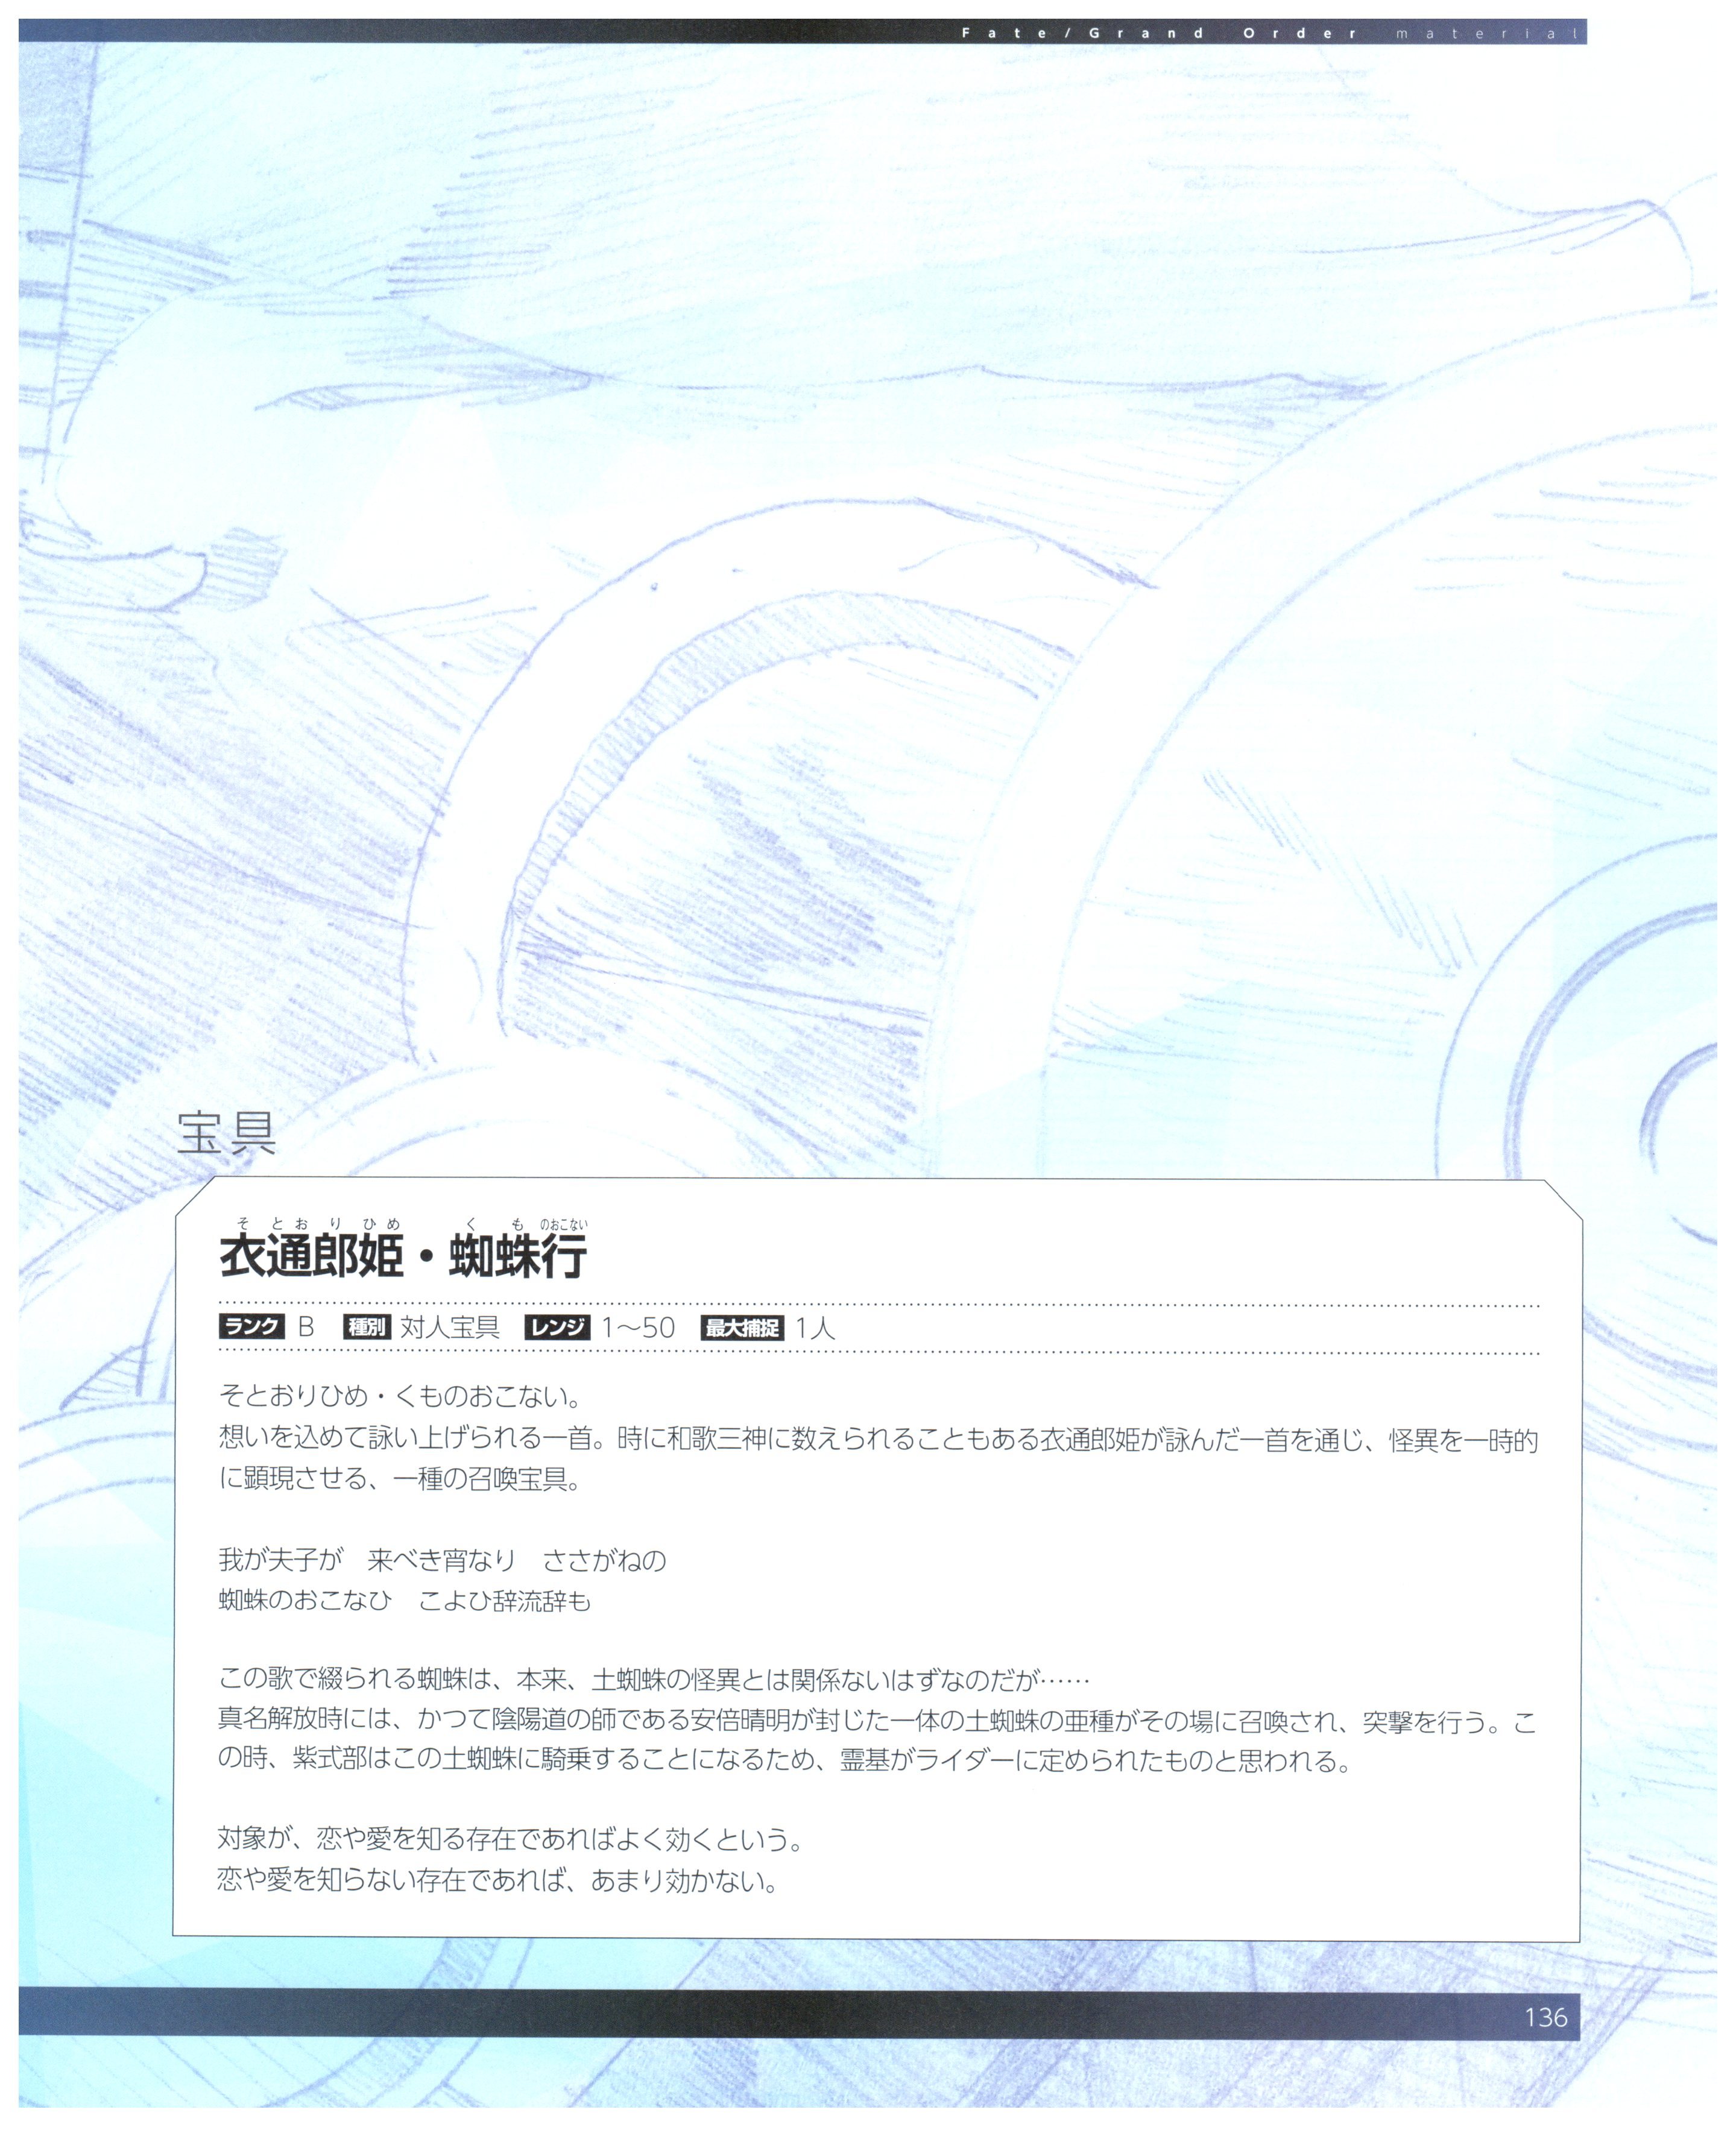 Fate/Grand Order material
宝具
そとおりひめ くものおこない
衣通郎姫・蜘蛛行
ランク B 種別 対人宝具 レンジ 1～50 最大捕捉 1人
そとおりひめ・くものおこない。
想いを込めて詠い上げられる一首。時に和歌三神に数えられることもある衣通郎姫が詠んだ一首を通じ、怪異を一時的
に顕現させる、一種の召喚宝具。
我が夫子が　来べき宵なり　ささがねの
蜘蛛のおこなひ　こよひ辞流辞も
この歌で綴られる蜘蛛は、本来、土蜘蛛の怪異とは関係ないはずなのだが……
真名解放時には、かつて陰陽道の師である安倍晴明が封じた一体の土蜘蛛の亜種がその場に召喚され、突撃を行う。こ
の時、紫式部はこの土蜘蛛に騎乗することになるため、霊基がライダーに定められたものと思われる。
対象が、恋や愛を知る存在であればよく効くという。
恋や愛を知らない存在であれば、あまり効かない。
136